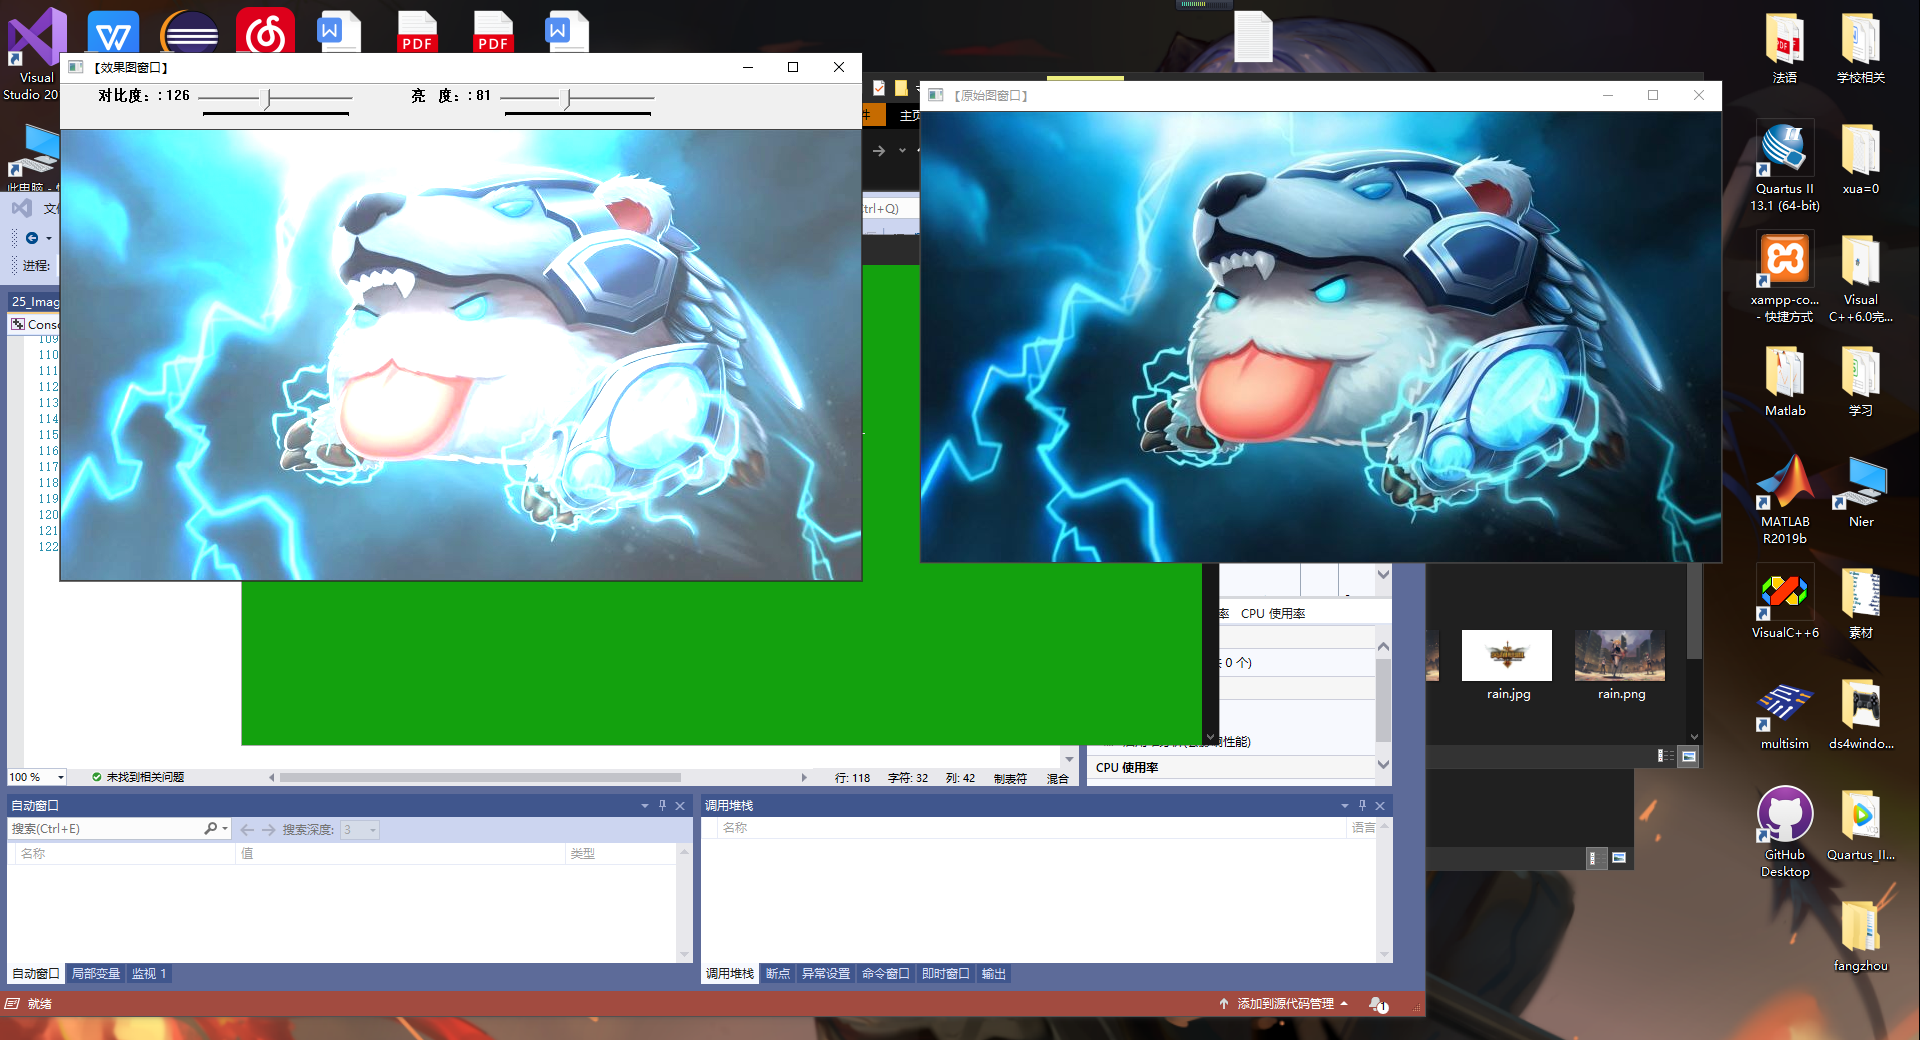 Visual
Studio 20
W
W
PDF
PDF
W
法语
学校相关
【效果图窗口】
对比度：: 126
亮  度：: 81
【原始图窗口】
主页
此电脑 -
Ctrl+Q)
进程:
25_Imag
Conso
109
110
111
112
113
114
115
116
117
118
119
120
121
122
Quartus II
13.1 (64-bit)
xua=0
xampp-co...
- 快捷方式
Visual
C++6.0完...
Matlab
学习
MATLAB
R2019b
Nier
VisualC++6
素材
multisim
ds4windo...
GitHub
Desktop
Quartus_II...
fangzhou
率 CPU 使用率
0 个)
性能)
CPU 使用率
rain.jpg
rain.png
100 %
未找到相关问题
行: 118 字符: 32 列: 42 制表符 混合
自动窗口
搜索(Ctrl+E)
搜索深度: 3
名称 值 类型
自动窗口 局部变量 监视 1
调用堆栈
名称 语言
调用堆栈 断点 异常设置 命令窗口 即时窗口 输出
就绪
添加到源代码管理
1